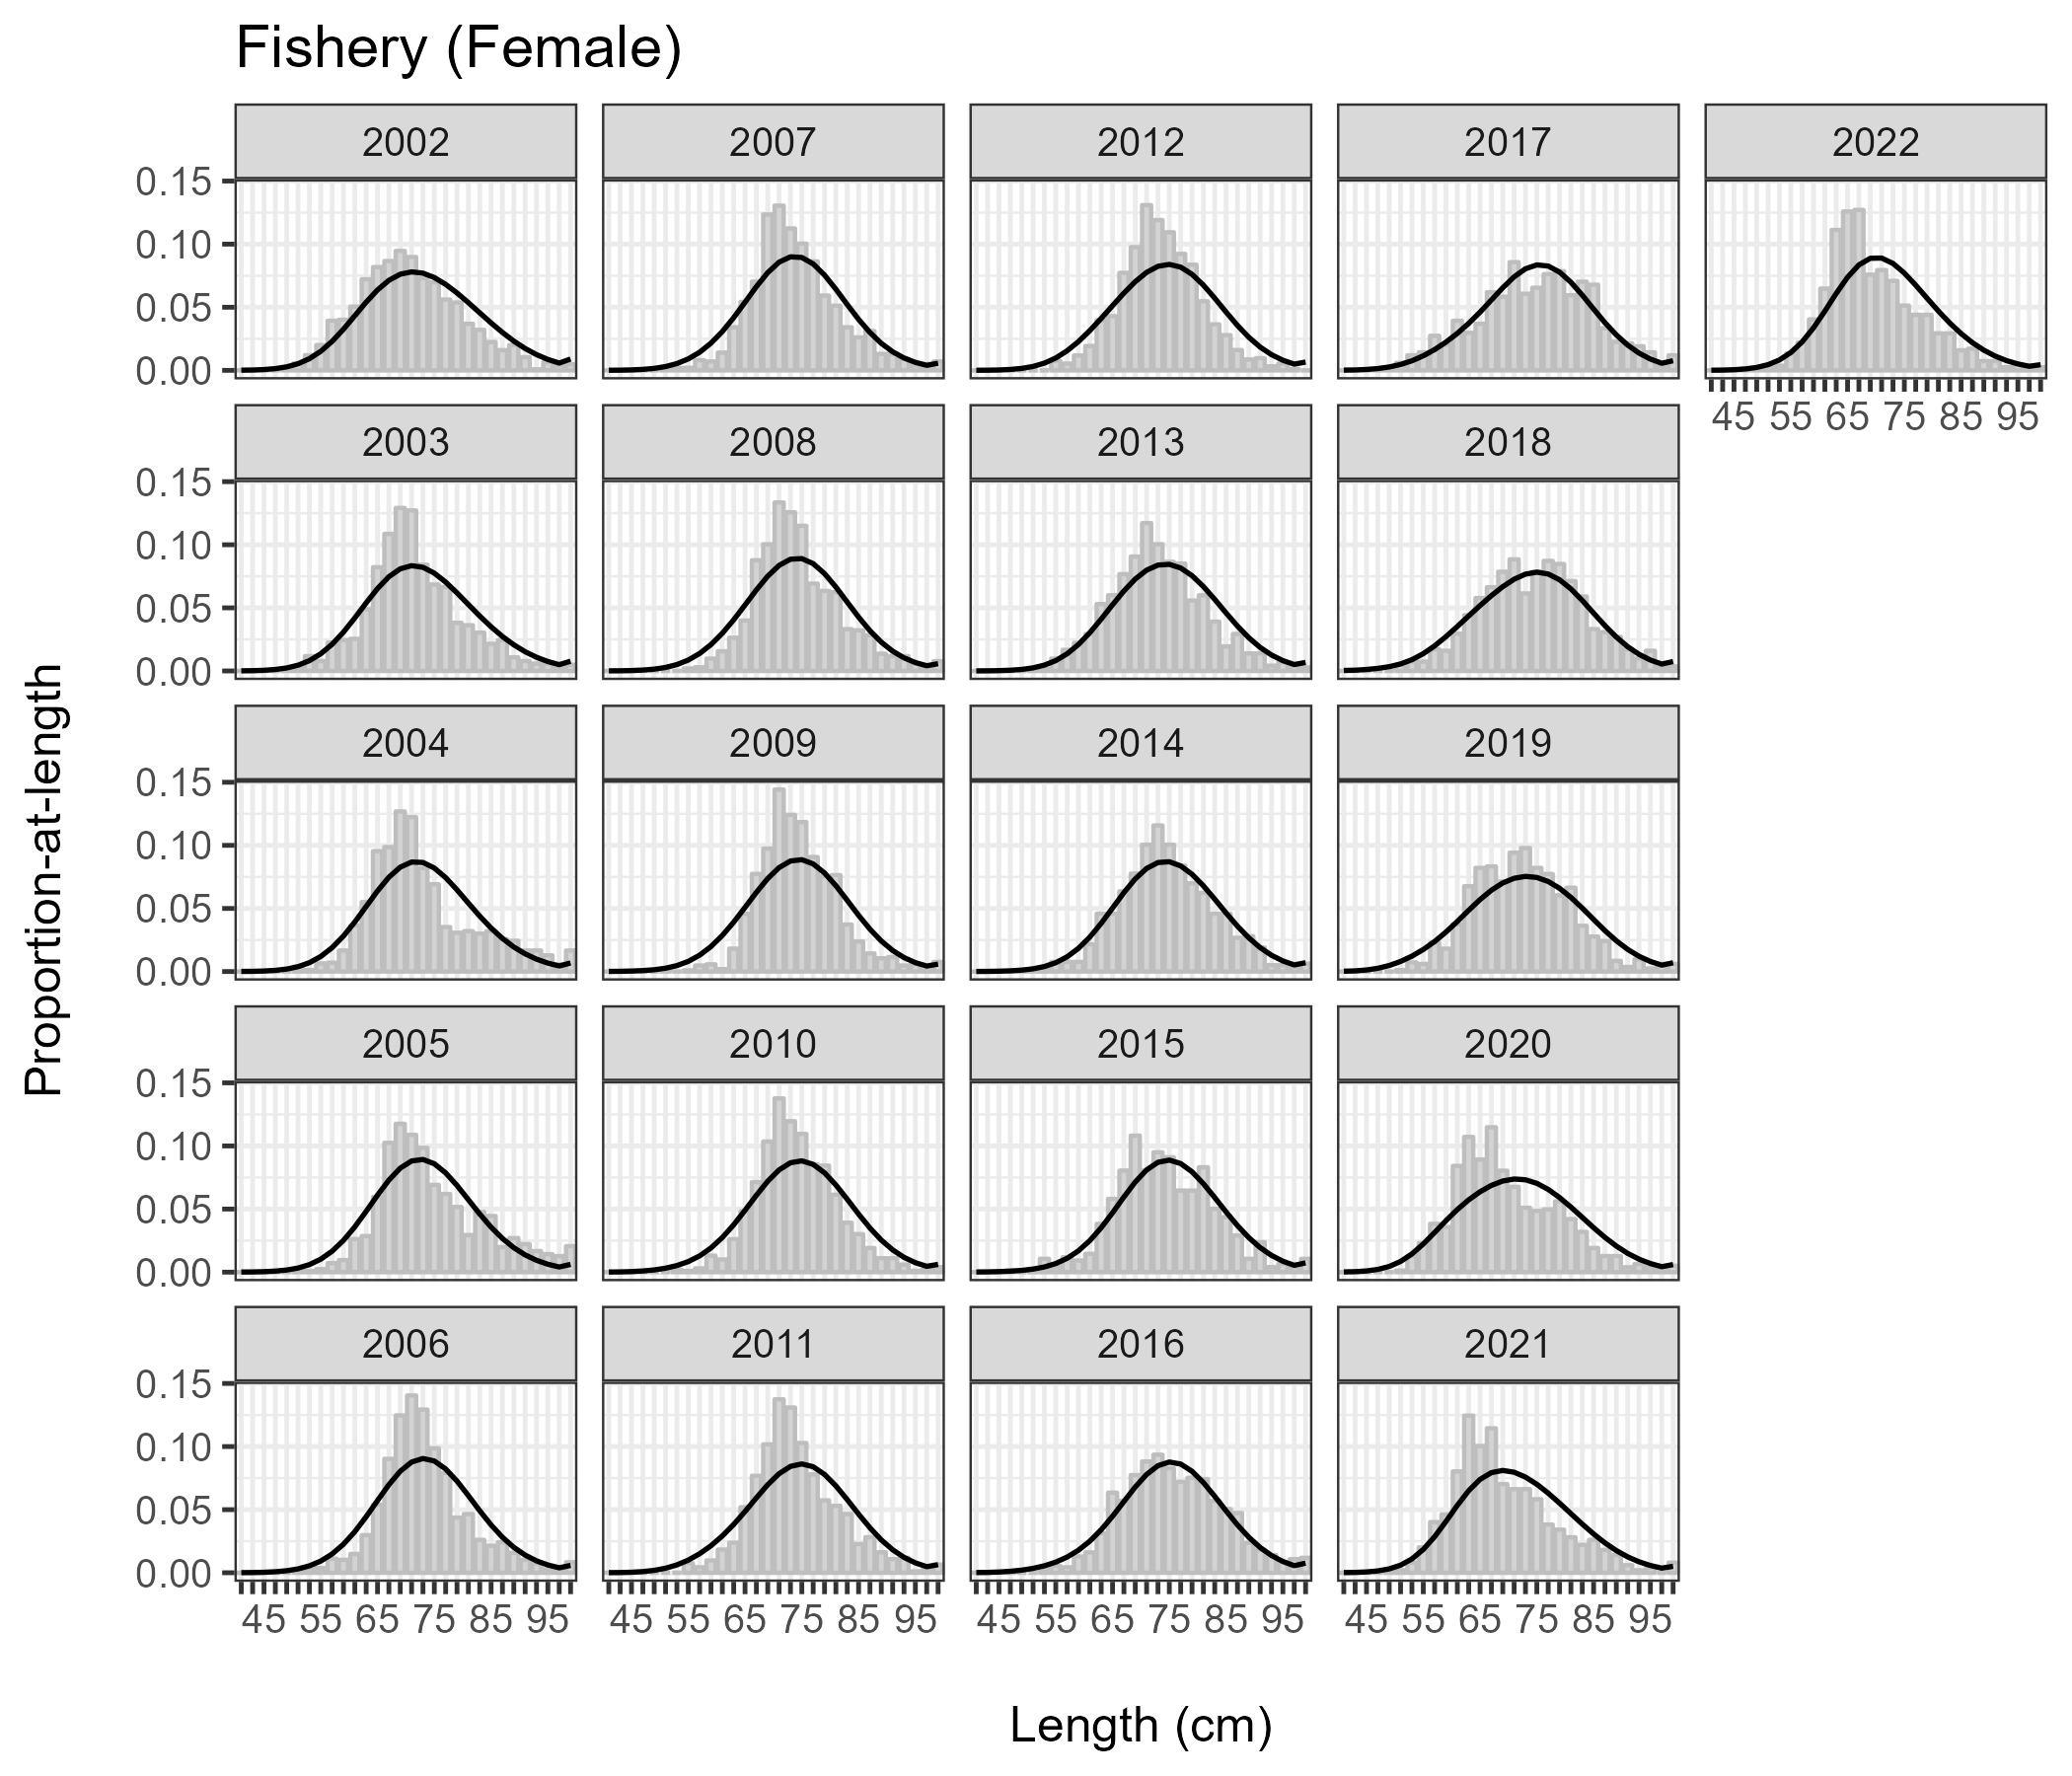 Fishery (Female)
2002 2007 2012 2017 2022
0.15
0.10
0.05
0.00
45 55 65 75 85 95
2003 2008 2013 2018
0.15
0.10
0.05
0.00
2004 2009 2014 2019
0.15
0.10
0.05
0.00
2005 2010 2015 2020
0.15
0.10
0.05
0.00
2006 2011 2016 2021
0.15
0.10
0.05
0.00
45 55 65 75 85 95 45 55 65 75 85 95 45 55 65 75 85 95 45 55 65 75 85 95
Proportion-at-length
Length (cm)